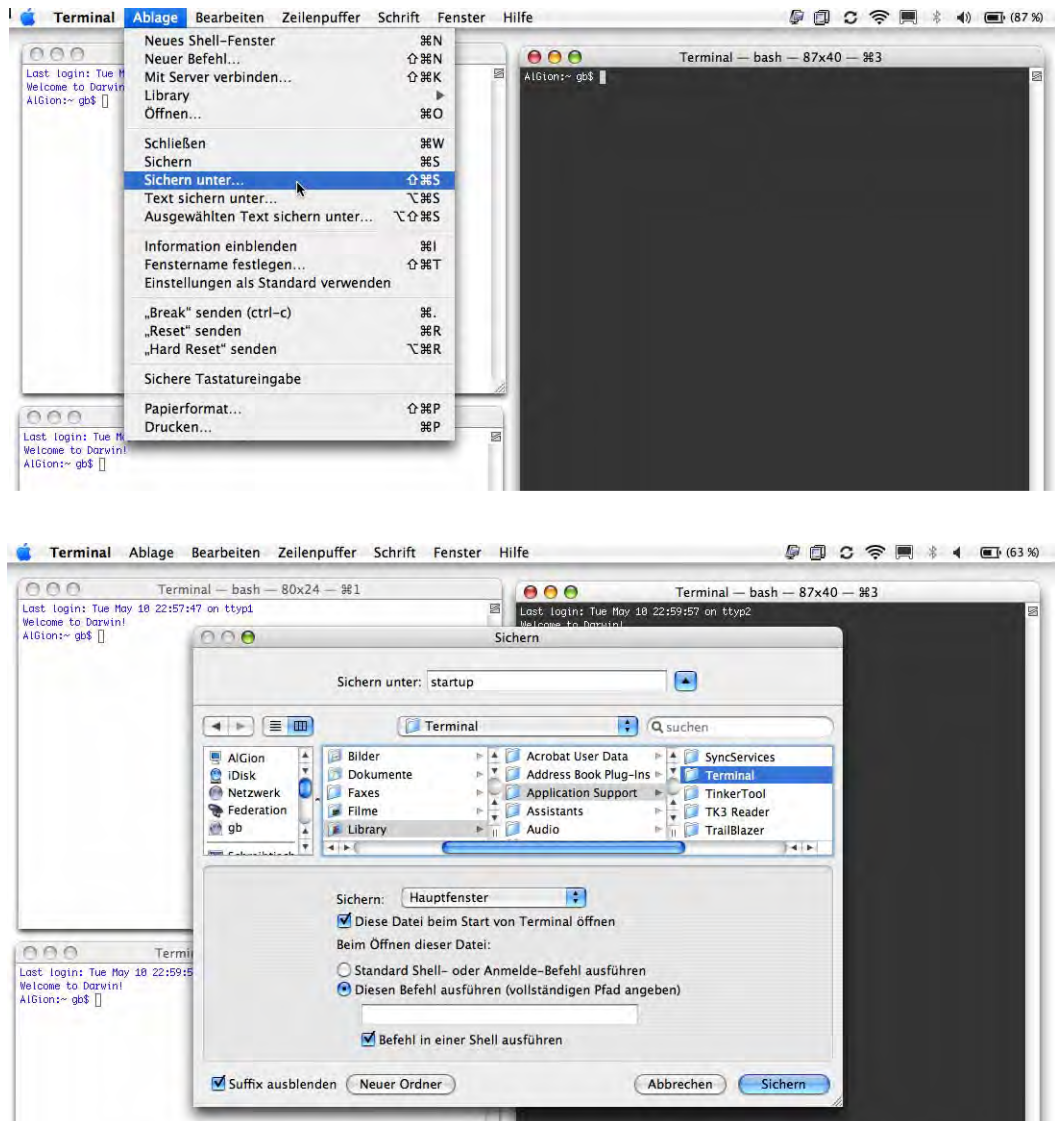 Terminal Ablage Bearbeiten Zeilenpuffer Schrift Fenster Hilfe (87 %)
Neues Shell-Fenster ⌘N
Neuer Befehl... ⇧⌘N
Mit Server verbinden... ⇧⌘K
Library
Öffnen... ⌘O
Schließen ⌘W
Sichern ⌘S
Sichern unter... ⇧⌘S
Text sichern unter... ⌥⌘S
Ausgewählten Text sichern unter... ⌥⇧⌘S
Information einblenden ⌘I
Fenstername festlegen... ⇧⌘T
Einstellungen als Standard verwenden
„Break“ senden (ctrl-c) ⌘.
„Reset“ senden ⌘R
„Hard Reset“ senden ⌥⌘R
Sichere Tastatureingabe
Papierformat... ⇧⌘P
Drucken... ⌘P
Last login: Tue
Welcome to Darwin
AlGion:~ gb$
Terminal — bash — 87x40 — ⌘3
AlGion:~ gb$
Last login: Tue
Welcome to Darwin!
AlGion:~ gb$
Terminal Ablage Bearbeiten Zeilenpuffer Schrift Fenster Hilfe (63 %)
Terminal — bash — 80x24 — ⌘1
Last login: Tue May 10 22:57:47 on ttyp1
Welcome to Darwin!
AlGion:~ gb$
Terminal — bash — 87x40 — ⌘3
Last login: Tue May 10 22:59:57 on ttyp2
Welcome to Darwin!
Sichern
Sichern unter: startup
Terminal
suchen
AlGion
iDisk
Netzwerk
Federation
gb
Bilder
Dokumente
Faxes
Filme
Library
Acrobat User Data
Address Book Plug-Ins
Application Support
Assistants
Audio
SyncServices
Terminal
TinkerTool
TK3 Reader
TrailBlazer
Sichern: Hauptfenster
Diese Datei beim Start von Terminal öffnen
Beim Öffnen dieser Datei:
Standard Shell- oder Anmelde-Befehl ausführen
Diesen Befehl ausführen (vollständigen Pfad angeben)
Befehl in einer Shell ausführen
Suffix ausblenden Neuer Ordner Abbrechen Sichern
Termi
Last login: Tue May 10 22:59:5
Welcome to Darwin!
AlGion:~ gb$